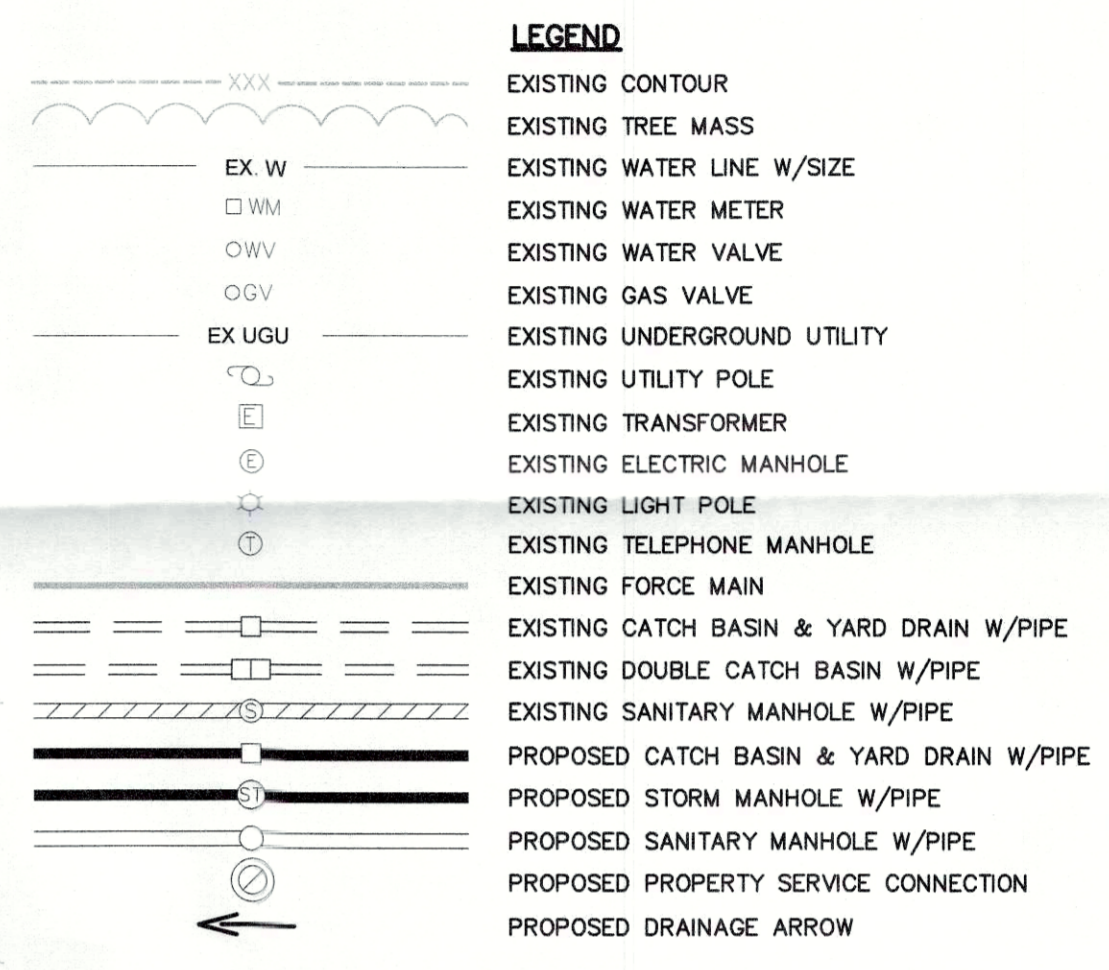 LEGEND
XXX EXISTING CONTOUR
EXISTING TREE MASS
EX. W EXISTING WATER LINE W/SIZE
WM EXISTING WATER METER
WV EXISTING WATER VALVE
GV EXISTING GAS VALVE
EX UGU EXISTING UNDERGROUND UTILITY
EXISTING UTILITY POLE
E EXISTING TRANSFORMER
E EXISTING ELECTRIC MANHOLE
EXISTING LIGHT POLE
T EXISTING TELEPHONE MANHOLE
EXISTING FORCE MAIN
EXISTING CATCH BASIN & YARD DRAIN W/PIPE
EXISTING DOUBLE CATCH BASIN W/PIPE
S EXISTING SANITARY MANHOLE W/PIPE
PROPOSED CATCH BASIN & YARD DRAIN W/PIPE
ST PROPOSED STORM MANHOLE W/PIPE
PROPOSED SANITARY MANHOLE W/PIPE
PROPOSED PROPERTY SERVICE CONNECTION
PROPOSED DRAINAGE ARROW